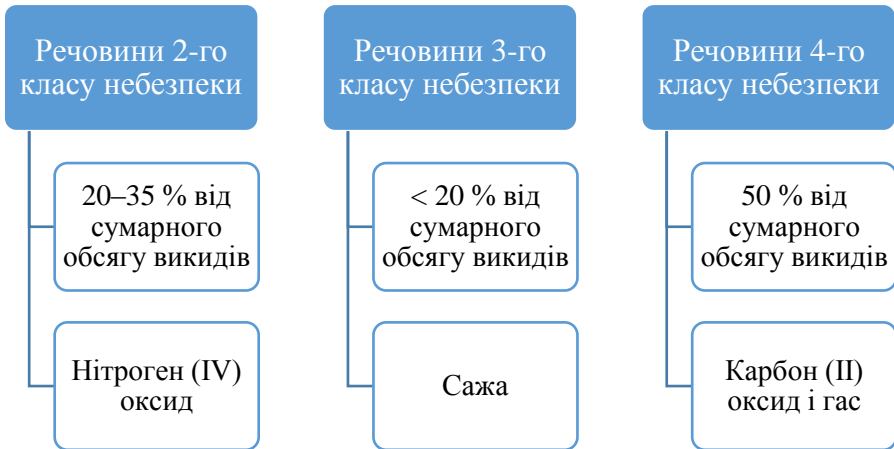 Речовини 2-го
класу небезпеки
20–35 % від
сумарного
обсягу викидів
Нітроген (IV)
оксид
Речовини 3-го
класу небезпеки
< 20 % від
сумарного
обсягу викидів
Сажа
Речовини 4-го
класу небезпеки
50 % від
сумарного
обсягу викидів
Карбон (II)
оксид і гас